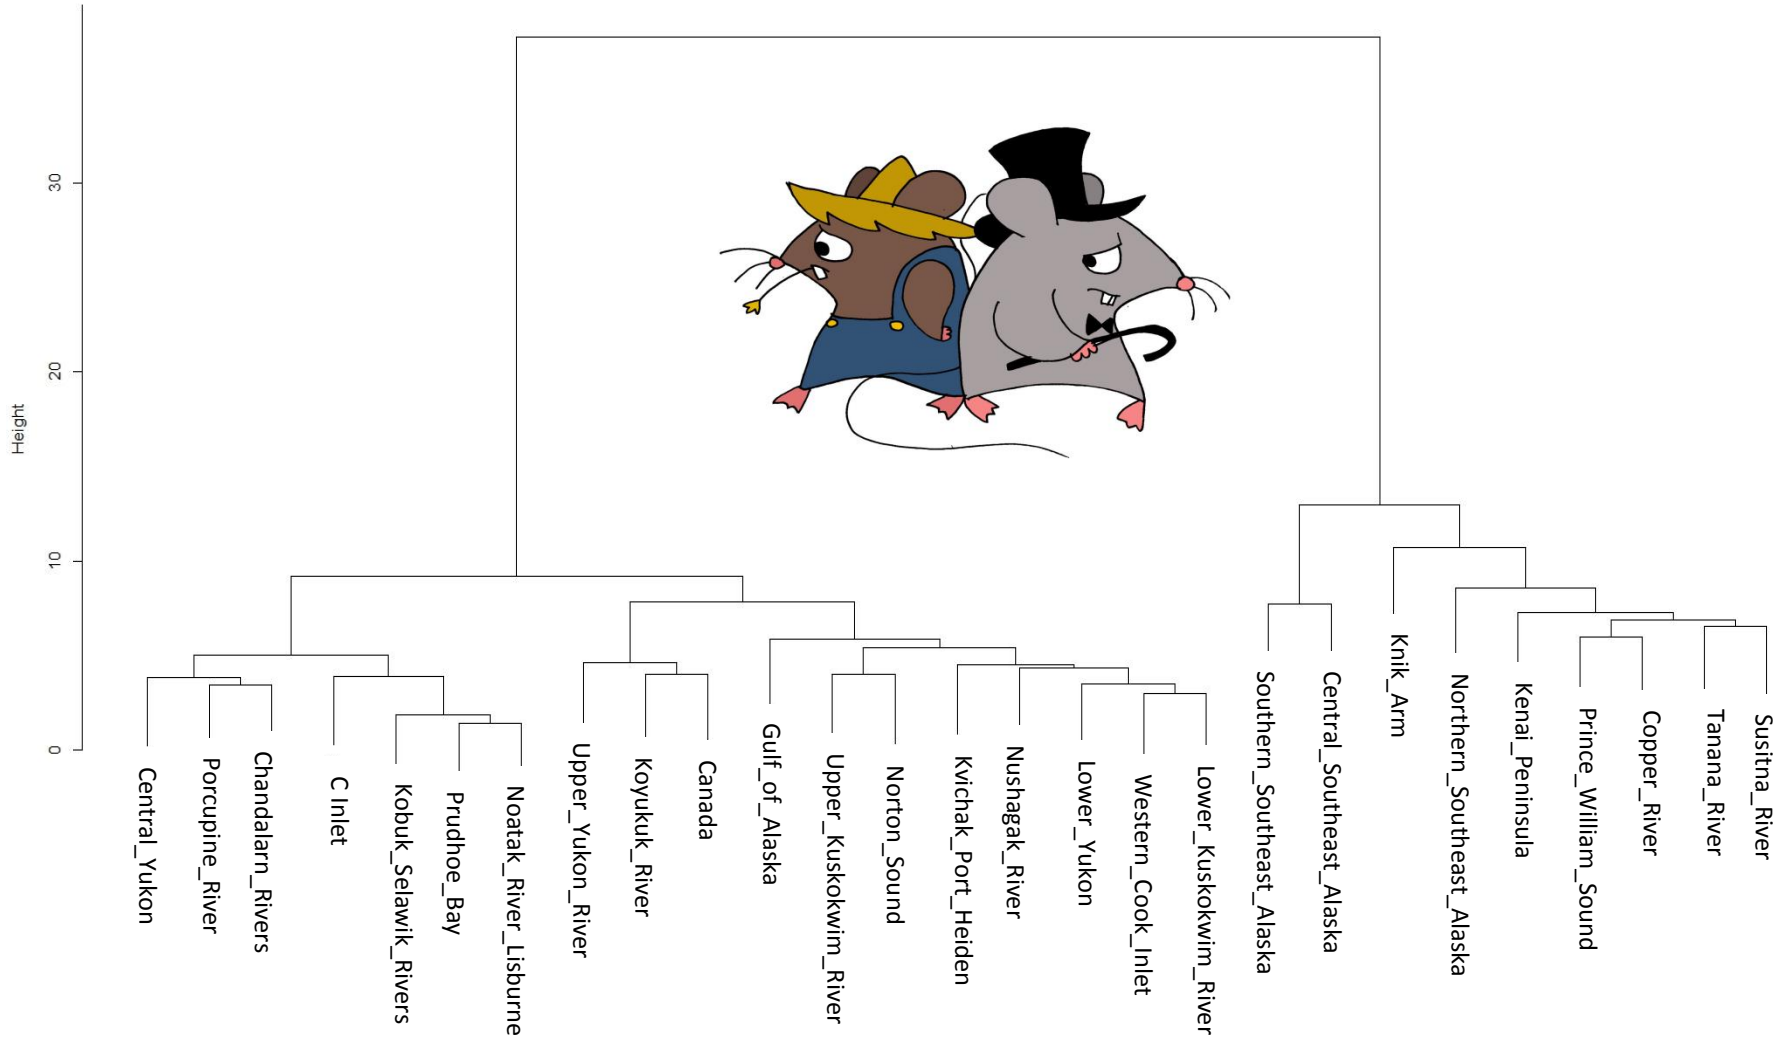 30
20
10
0
Height
Central_Yukon
Porcupine_River
Chandalarn_Rivers
C Inlet
Kobuk_Selawik_Rivers
Prudhoe_Bay
Noatak_River_Lisburne
Upper_Yukon_River
Koyukuk_River
Canada
Gulf_of_Alaska
Upper_Kuskokwim_River
Norton_Sound
Kvichak_Port_Heiden
Nushagak_River
Lower_Yukon
Western_Cook_Inlet
Lower_Kuskokwim_River
Southern_Southeast_Alaska
Central_Southeast_Alaska
Knik_Arm
Northern_Southeast_Alaska
Kenai_Peninsula
Prince_William_Sound
Copper_River
Tanana_River
Susitna_River